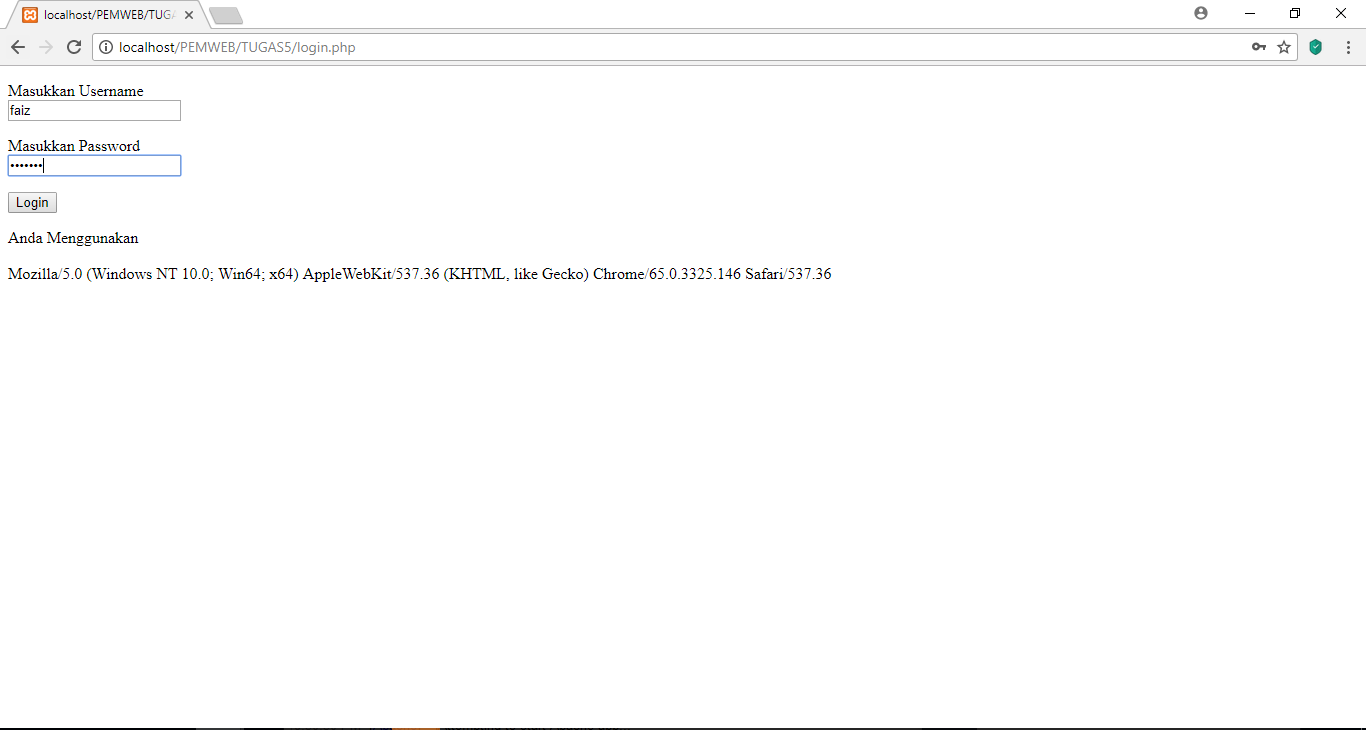 localhost/PEMWEB/TUGA
localhost/PEMWEB/TUGAS5/login.php
Masukkan Username
faiz
Masukkan Password
•••••••
Login
Anda Menggunakan
Mozilla/5.0 (Windows NT 10.0; Win64; x64) AppleWebKit/537.36 (KHTML, like Gecko) Chrome/65.0.3325.146 Safari/537.36